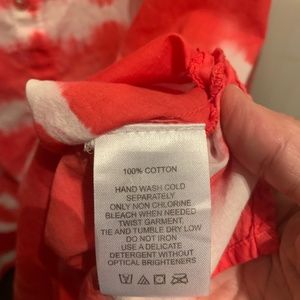 100% COTTON
HAND WASH COLD
SEPARATELY
ONLY NON CHLORINE
BLEACH WHEN NEEDED
TWIST GARMENT
TIE AND TUMBLE DRY LOW
DO NOT IRON
USE A DELICATE
DETERGENT WITHOUT
OPTICAL BRIGHTENERS